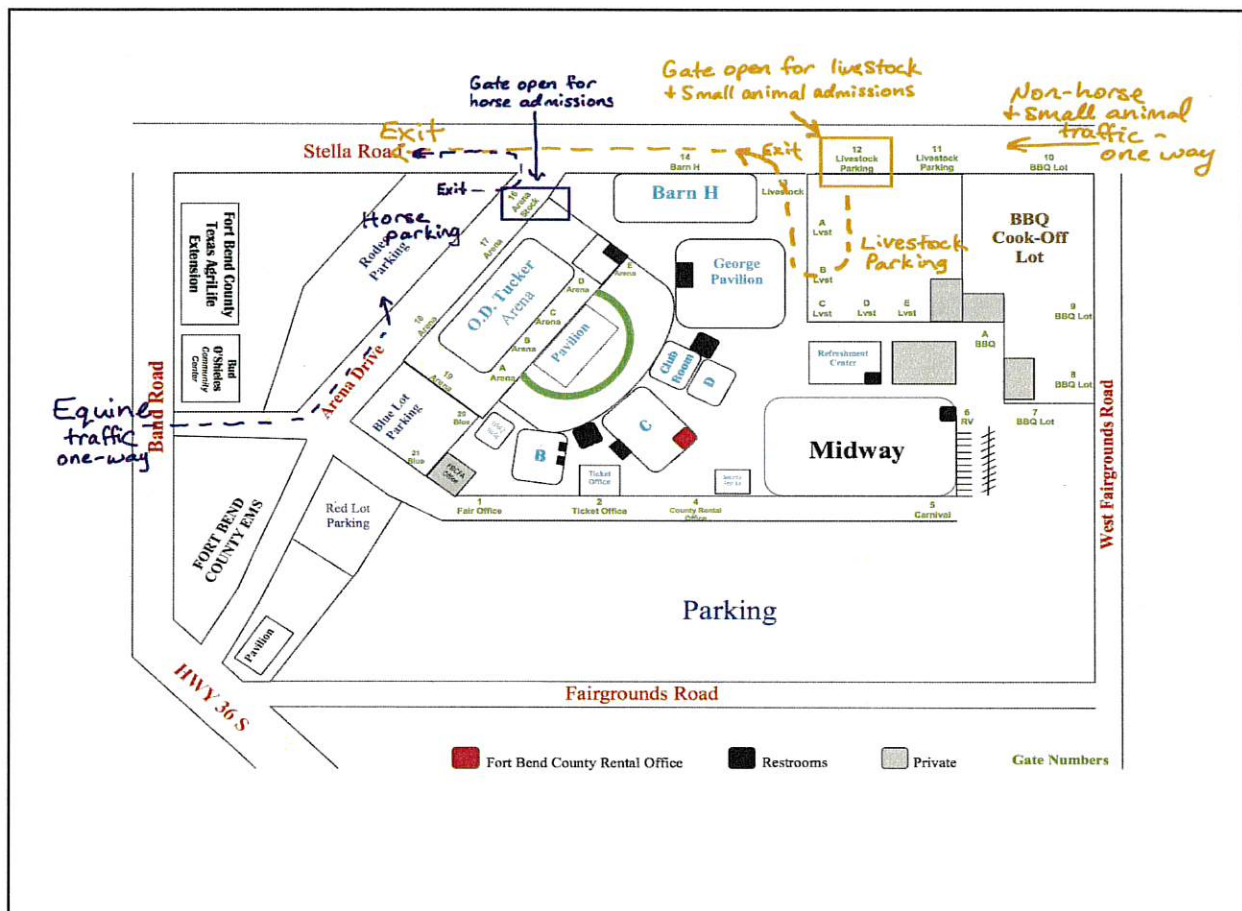 Gate open for
horse admissions
Gate open for livestock
+ Small animal admissions
Non-horse
+ Small animal
traffic -
one way
Exit
Stella Road
Exit
14
Barn H
12
Livestock
Parking
11
Livestock
Parking
10
BBQ Lot
Exit -
16
Arena
Stock
Barn H
Livestock
Fort Bend County
Texas AgriLife
Extension
Horse
parking
Rodeo
Parking
17
Arena
A
Lvst
BBQ
Cook-Off
Lot
Livestock
Parking
B
Lvst
George
Pavilion
E
Arena
D
Arena
O.D. Tucker
Arena
C
Arena
C
Lvst
D
Lvst
E
Lvst
9
BBQ Lot
18
Arena
Pavilion
B
Arena
A
BBQ
Bud
O'Shieles
Community
Center
Arena Drive
Club
Room
D
Refreshment
Center
A
Arena
19
Arena
8
BBQ Lot
Equine
traffic
one-way
Band Road
Blue Lot
Parking
20
Blue
C
6
RV
7
BBQ Lot
B
Midway
21
Blue
Ticket
Office
1
Fair Office
2
Ticket Office
4
County Rental
Office
5
Carnival
West Fairgrounds Road
Red Lot
Parking
FORT BEND
COUNTY EMS
Parking
Pavilion
HWY 36 S
Fairgrounds Road
Fort Bend County Rental Office
Restrooms
Private
Gate Numbers